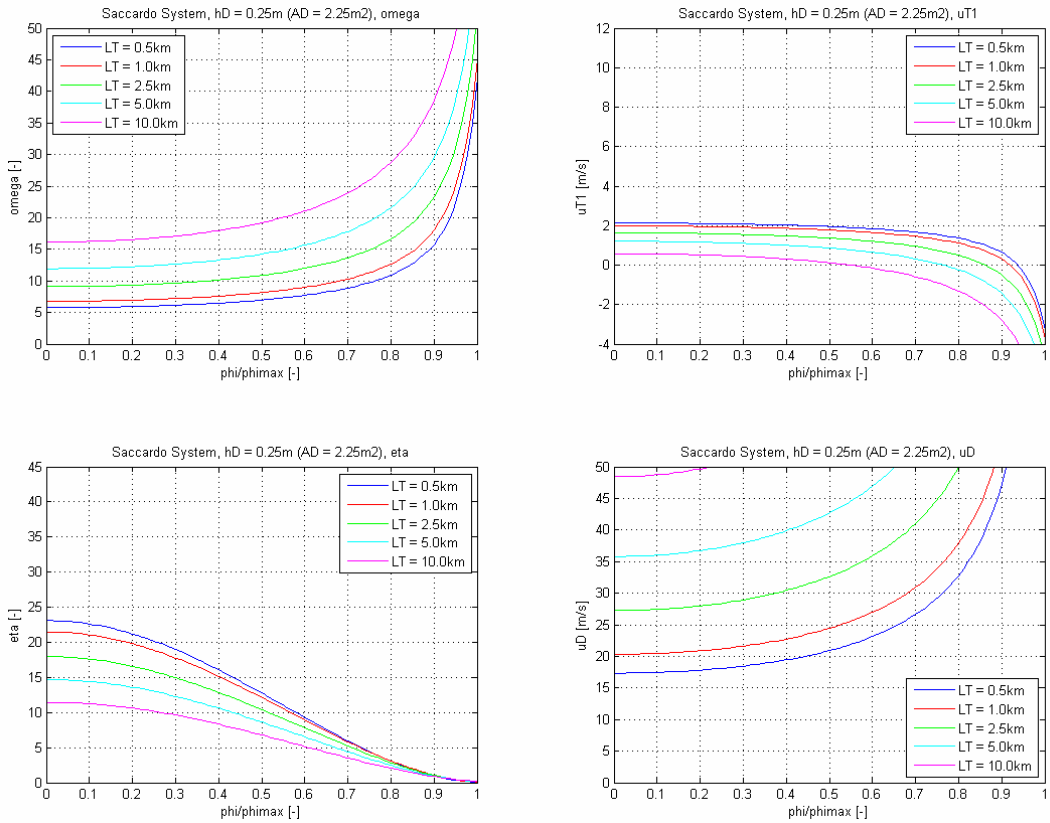 Saccardo System, hD = 0.25m (AD = 2.25m2), omega
50
45
40
35
30
25
20
15
10
5
0
omega [-]
LT = 0.5km
LT = 1.0km
LT = 2.5km
LT = 5.0km
LT = 10.0km
0 0.1 0.2 0.3 0.4 0.5 0.6 0.7 0.8 0.9 1
phi/phimax [-]
Saccardo System, hD = 0.25m (AD = 2.25m2), uT1
12
10
8
6
4
2
0
-2
-4
uT1 [m/s]
LT = 0.5km
LT = 1.0km
LT = 2.5km
LT = 5.0km
LT = 10.0km
0 0.1 0.2 0.3 0.4 0.5 0.6 0.7 0.8 0.9 1
phi/phimax [-]
Saccardo System, hD = 0.25m (AD = 2.25m2), eta
45
40
35
30
25
20
15
10
5
0
eta [-]
LT = 0.5km
LT = 1.0km
LT = 2.5km
LT = 5.0km
LT = 10.0km
0 0.1 0.2 0.3 0.4 0.5 0.6 0.7 0.8 0.9 1
phi/phimax [-]
Saccardo System, hD = 0.25m (AD = 2.25m2), uD
50
45
40
35
30
25
20
15
10
5
0
uD [m/s]
LT = 0.5km
LT = 1.0km
LT = 2.5km
LT = 5.0km
LT = 10.0km
0 0.1 0.2 0.3 0.4 0.5 0.6 0.7 0.8 0.9 1
phi/phimax [-]